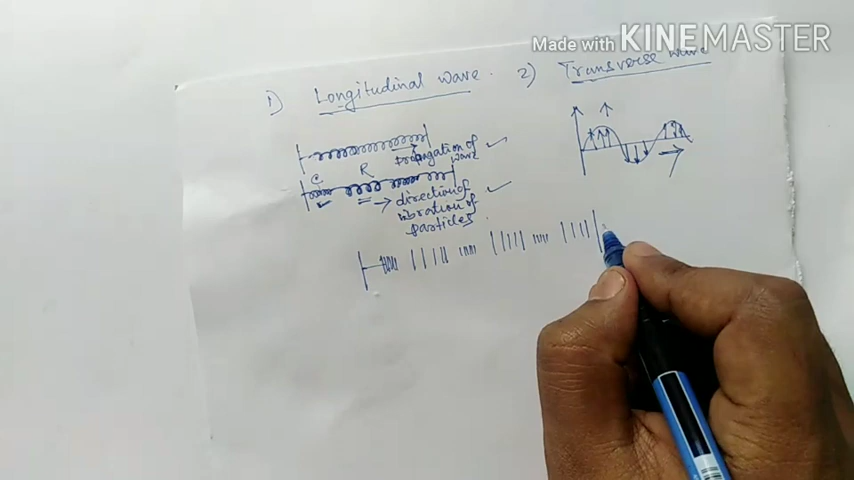 Made with KINEMASTER
1) Longitudinal wave. 2) Transverse wave
propagation of
wave
C R
direction of
vibration of
particles